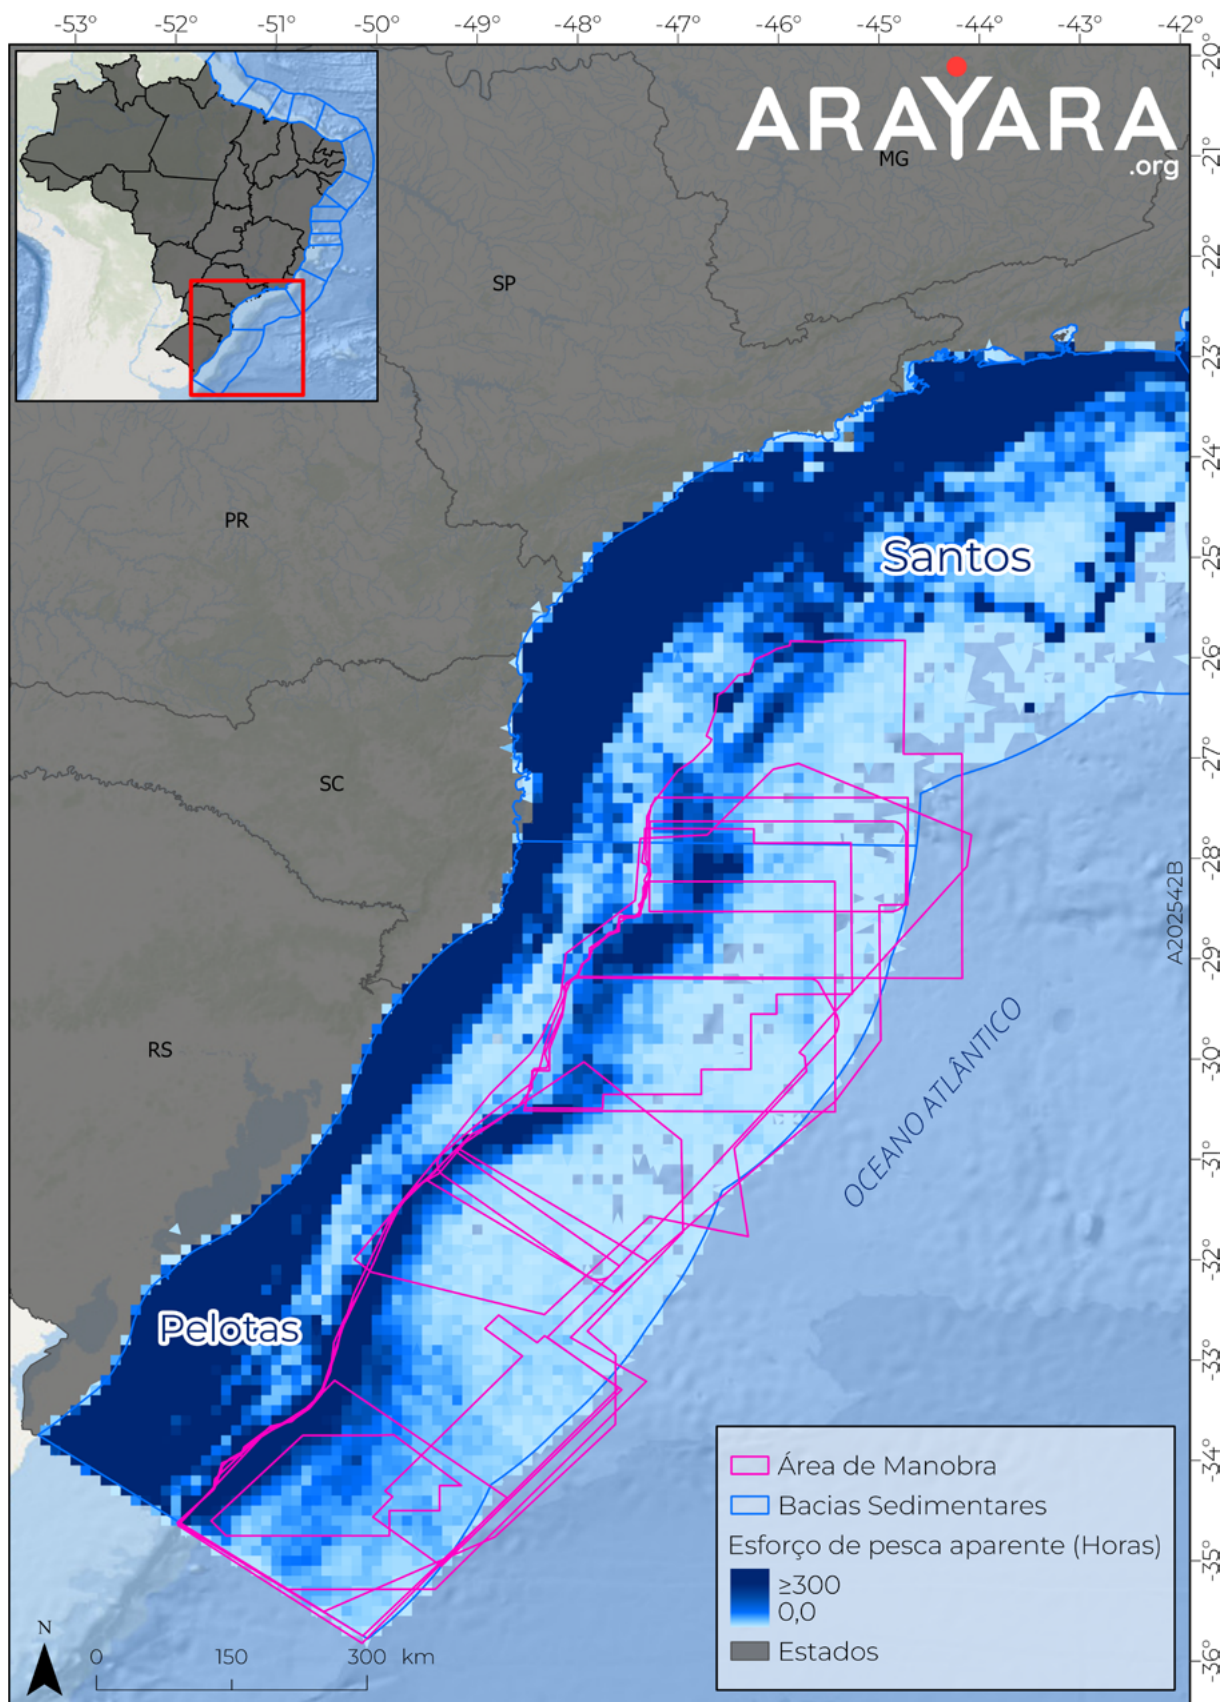 -53° -52° -51° -50° -49° -48° -47° -46° -45° -44° -43° -42°
-20°
ARAYARA
.org
-21°
MG
-22°
SP
-23°
-24°
PR
Santos
-25°
-26°
-27°
SC
-28°
A202542B
-29°
RS
OCEANO ATLÂNTICO
-30°
-31°
-32°
Pelotas
-33°
-34°
-35°
-36°
Área de Manobra
Bacias Sedimentares
Esforço de pesca aparente (Horas)
≥300
0,0
Estados
N
0 150 300 km